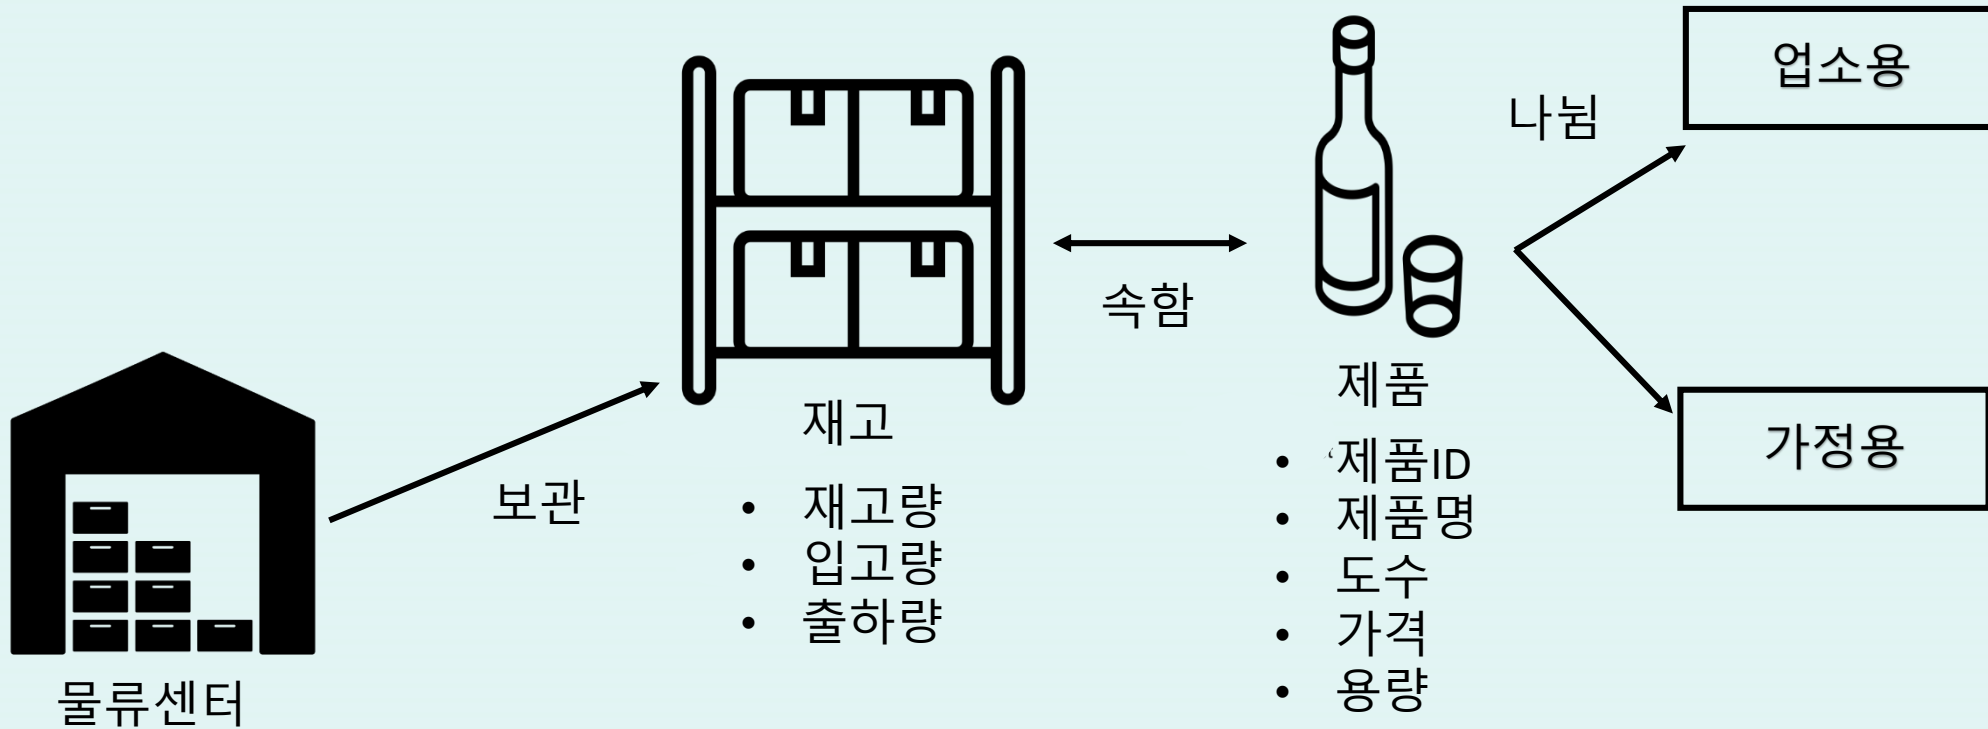 업소용
나뉨
속함
제품
• 제품ID
• 제품명
• 도수
• 가격
• 용량
가정용
재고
• 재고량
• 입고량
• 출하량
보관
물류센터